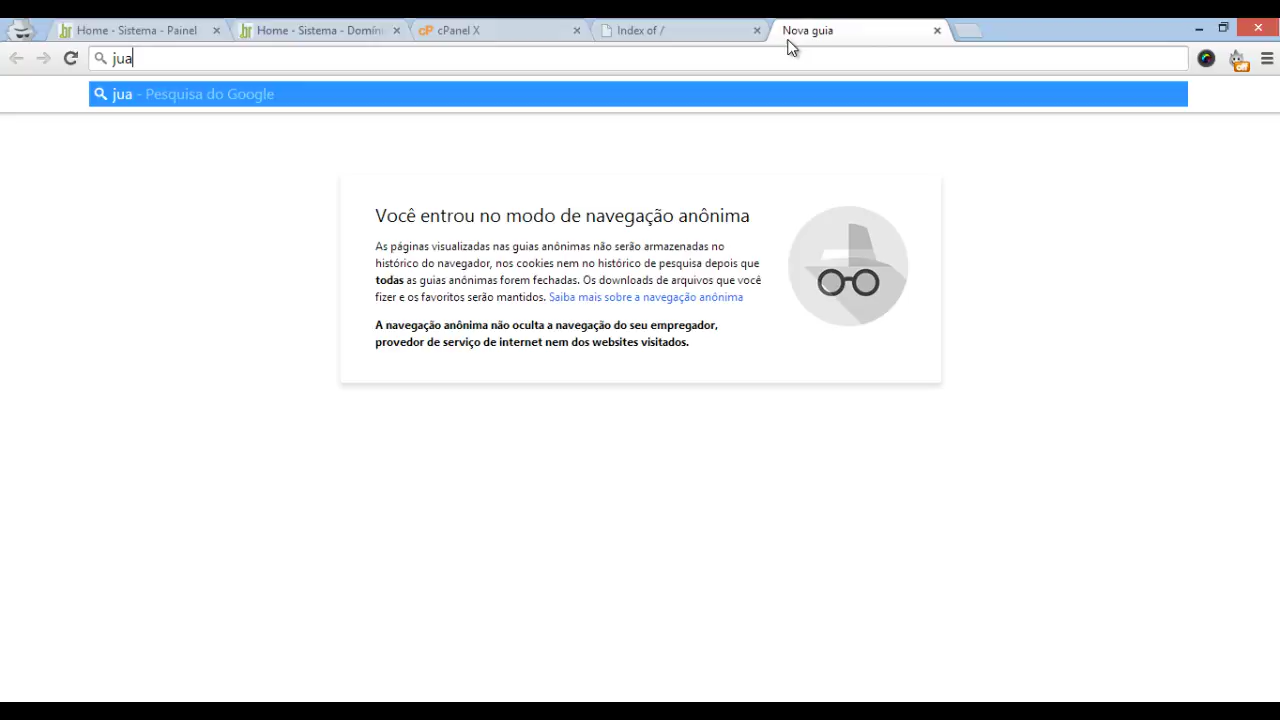 Home - Sistema - Painel
Home - Sistema - Domíni
cP cPanel X
Index of /
Nova guia
jua
off
jua - Pesquisa do Google
Você entrou no modo de navegação anônima
As páginas visualizadas nas guias anônimas não serão armazenadas no
histórico do navegador, nos cookies nem no histórico de pesquisa depois que
todas as guias anônimas forem fechadas. Os downloads de arquivos que você
fizer e os favoritos serão mantidos. Saiba mais sobre a navegação anônima
A navegação anônima não oculta a navegação do seu empregador,
provedor de serviço de internet nem dos websites visitados.